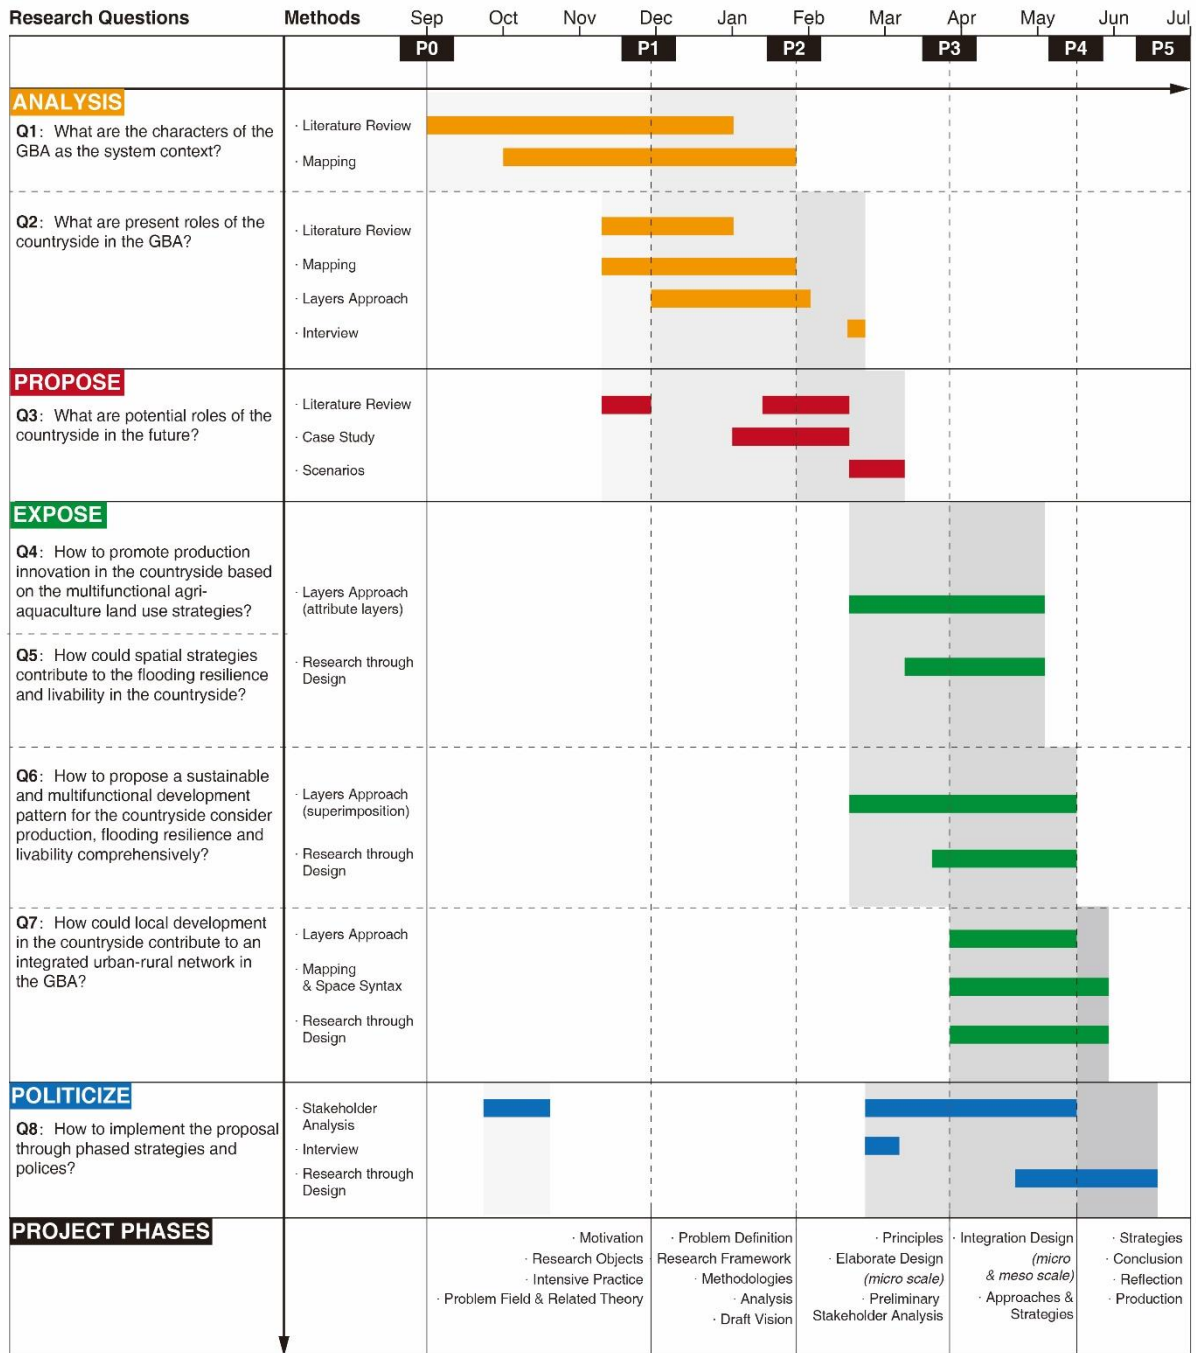 Research Questions
Methods
Sep Oct Nov Dec Jan Feb Mar Apr May Jun Jul
P0 P1 P2 P3 P4 P5
ANALYSIS
Q1: What are the characters of the
GBA as the system context?
· Literature Review
· Mapping
Q2: What are present roles of the
countryside in the GBA?
· Literature Review
· Mapping
· Layers Approach
· Interview
PROPOSE
Q3: What are potential roles of the
countryside in the future?
· Literature Review
· Case Study
· Scenarios
EXPOSE
Q4: How to promote production
innovation in the countryside based
on the multifunctional agri-
aquaculture land use strategies?
· Layers Approach
(attribute layers)
Q5: How could spatial strategies
contribute to the flooding resilience
and livability in the countryside?
· Research through
Design
Q6: How to propose a sustainable
and multifunctional development
pattern for the countryside consider
production, flooding resilience and
livability comprehensively?
· Layers Approach
(superimposition)
· Research through
Design
Q7: How could local development
in the countryside contribute to an
integrated urban-rural network in
the GBA?
· Layers Approach
· Mapping
& Space Syntax
· Research through
Design
POLITICIZE
Q8: How to implement the proposal
through phased strategies and
polices?
· Stakeholder
Analysis
· Interview
· Research through
Design
PROJECT PHASES
· Motivation
· Research Objects
· Intensive Practice
· Problem Field & Related Theory
· Problem Definition
· Research Framework
· Methodologies
· Analysis
· Draft Vision
· Principles
· Elaborate Design
(micro scale)
· Preliminary
Stakeholder Analysis
· Integration Design
(micro
& meso scale)
· Approaches &
Strategies
· Strategies
· Conclusion
· Reflection
· Production